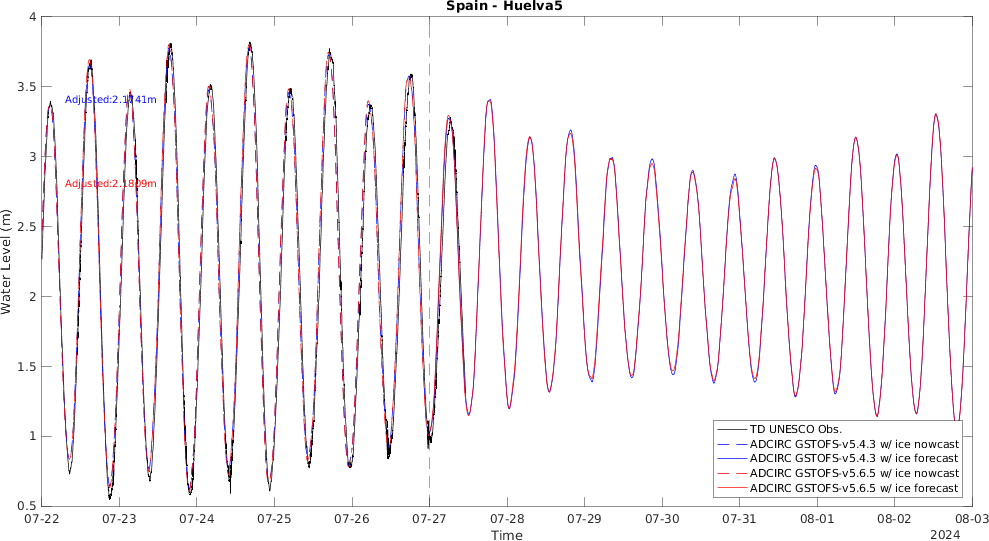 Spain - Huelva5
4
3.5
3
2.5
2
1.5
1
0.5
Water Level (m)
Adjusted:2.1741m
Adjusted:2.1899m
TD UNESCO Obs.
ADCIRC GSTOFS-v5.4.3 w/ ice nowcast
ADCIRC GSTOFS-v5.4.3 w/ ice forecast
ADCIRC GSTOFS-v5.6.5 w/ ice nowcast
ADCIRC GSTOFS-v5.6.5 w/ ice forecast
07-22 07-23 07-24 07-25 07-26 07-27 07-28 07-29 07-30 07-31 08-01 08-02 08-03
Time
2024